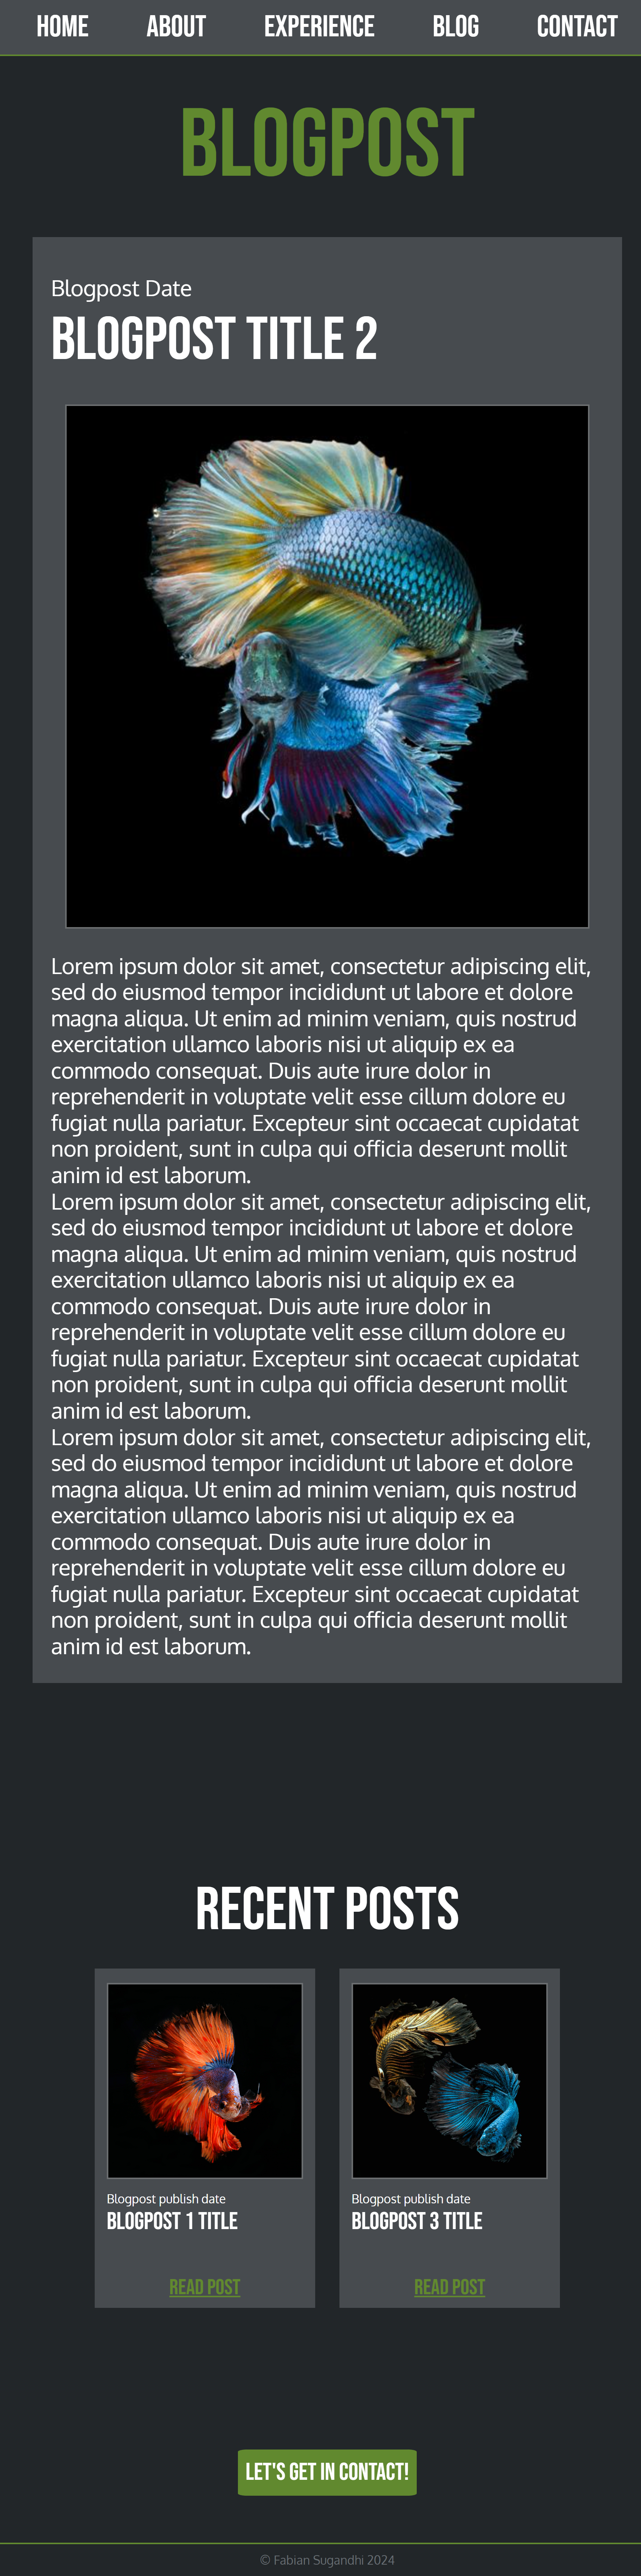 HOME ABOUT EXPERIENCE BLOG CONTACT
BLOGPOST
Blogpost Date
BLOGPOST TITLE 2
Lorem ipsum dolor sit amet, consectetur adipiscing elit,
sed do eiusmod tempor incididunt ut labore et dolore
magna aliqua. Ut enim ad minim veniam, quis nostrud
exercitation ullamco laboris nisi ut aliquip ex ea
commodo consequat. Duis aute irure dolor in
reprehenderit in voluptate velit esse cillum dolore eu
fugiat nulla pariatur. Excepteur sint occaecat cupidatat
non proident, sunt in culpa qui officia deserunt mollit
anim id est laborum.
Lorem ipsum dolor sit amet, consectetur adipiscing elit,
sed do eiusmod tempor incididunt ut labore et dolore
magna aliqua. Ut enim ad minim veniam, quis nostrud
exercitation ullamco laboris nisi ut aliquip ex ea
commodo consequat. Duis aute irure dolor in
reprehenderit in voluptate velit esse cillum dolore eu
fugiat nulla pariatur. Excepteur sint occaecat cupidatat
non proident, sunt in culpa qui officia deserunt mollit
anim id est laborum.
Lorem ipsum dolor sit amet, consectetur adipiscing elit,
sed do eiusmod tempor incididunt ut labore et dolore
magna aliqua. Ut enim ad minim veniam, quis nostrud
exercitation ullamco laboris nisi ut aliquip ex ea
commodo consequat. Duis aute irure dolor in
reprehenderit in voluptate velit esse cillum dolore eu
fugiat nulla pariatur. Excepteur sint occaecat cupidatat
non proident, sunt in culpa qui officia deserunt mollit
anim id est laborum.
RECENT POSTS
Blogpost publish date
BLOGPOST 1 TITLE
READ POST
Blogpost publish date
BLOGPOST 3 TITLE
READ POST
LET'S GET IN CONTACT!
© Fabian Sugandhi 2024